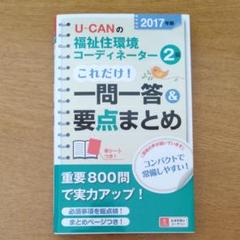 2017年版
U-CANの
福祉住環境
コーディネーター2級
これだけ!
一問一答&
要点まとめ
赤シート
つき!
コンパクトで
常備しやすい!
重要800問
で実力アップ!
必須事項を総点検!
まとめページつき!